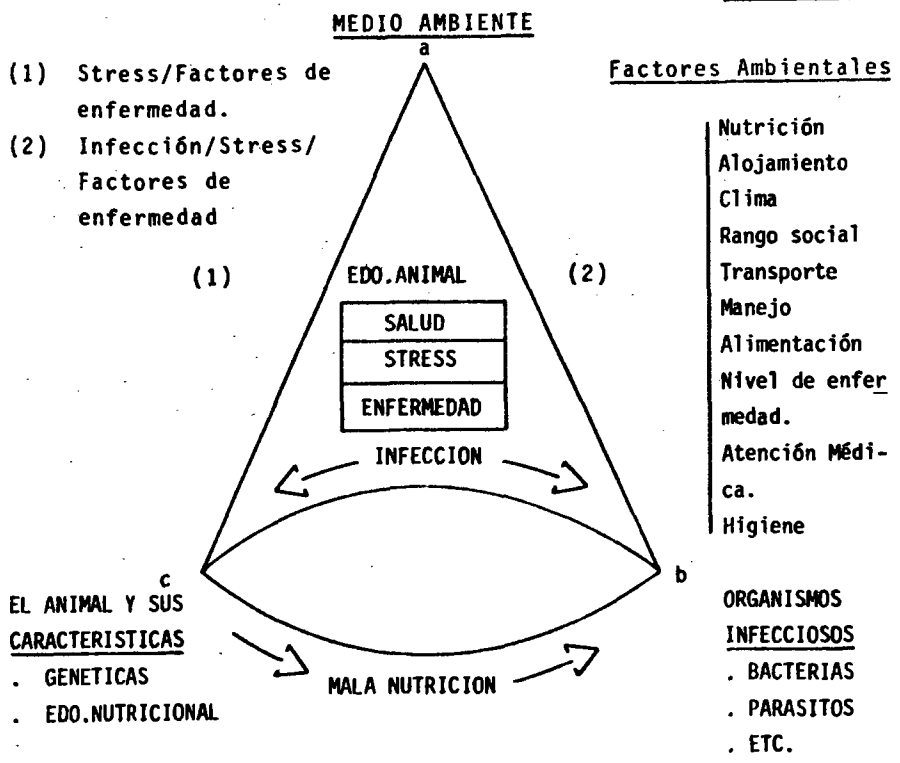 MEDIO AMBIENTE
a
(1) Stress/Factores de
enfermedad.
(2) Infección/Stress/
Factores de
enfermedad
Factores Ambientales
Nutrición
Alojamiento
Clima
Rango social
Transporte
Manejo
Alimentación
Nivel de enfer
medad.
Atención Médi-
ca.
Higiene
(1)
EDO.ANIMAL
(2)
SALUD
STRESS
ENFERMEDAD
INFECCION
c
b
EL ANIMAL Y SUS
CARACTERISTICAS
. GENETICAS
. EDO.NUTRICIONAL
MALA NUTRICION
ORGANISMOS
INFECCIOSOS
. BACTERIAS
. PARASITOS
. ETC.